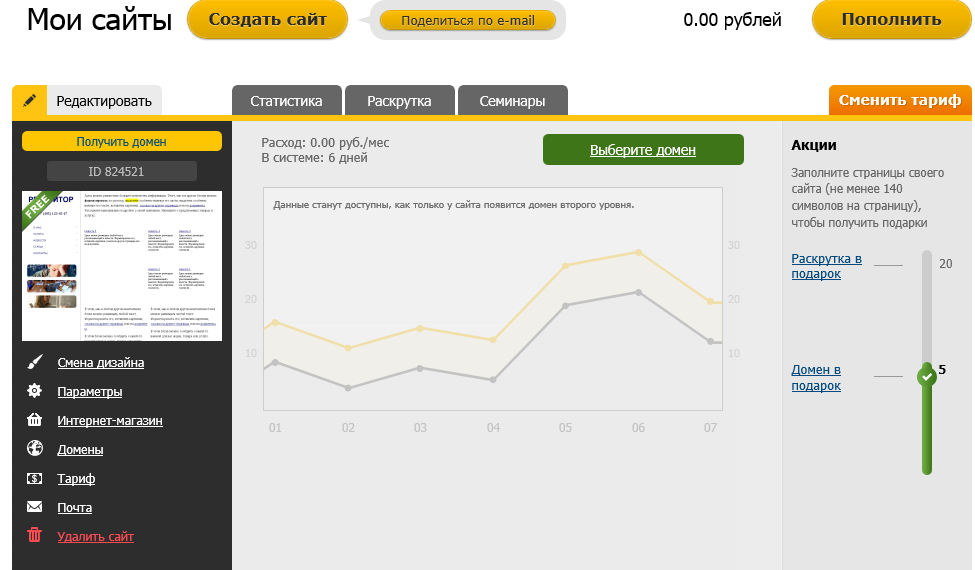 Мои сайты
Создать сайт
Поделиться по e-mail
0.00 рублей
Пополнить
Редактировать
Статистика
Раскрутка
Семинары
Сменить тариф
Получить домен
ID 824521
FREE
Смена дизайна
Параметры
Интернет-магазин
Домены
Тариф
Почта
Удалить сайт
Расход: 0.00 руб./мес
В системе: 6 дней
Выберите домен
Данные станут доступны, как только у сайта появится домен второго уровня.
30 30
20 20
10 10
01 02 03 04 05 06 07
Акции
Заполните страницы своего
сайта (не менее 140
символов на страницу),
чтобы получить подарки
Раскрутка в
подарок
20
Домен в
подарок
5